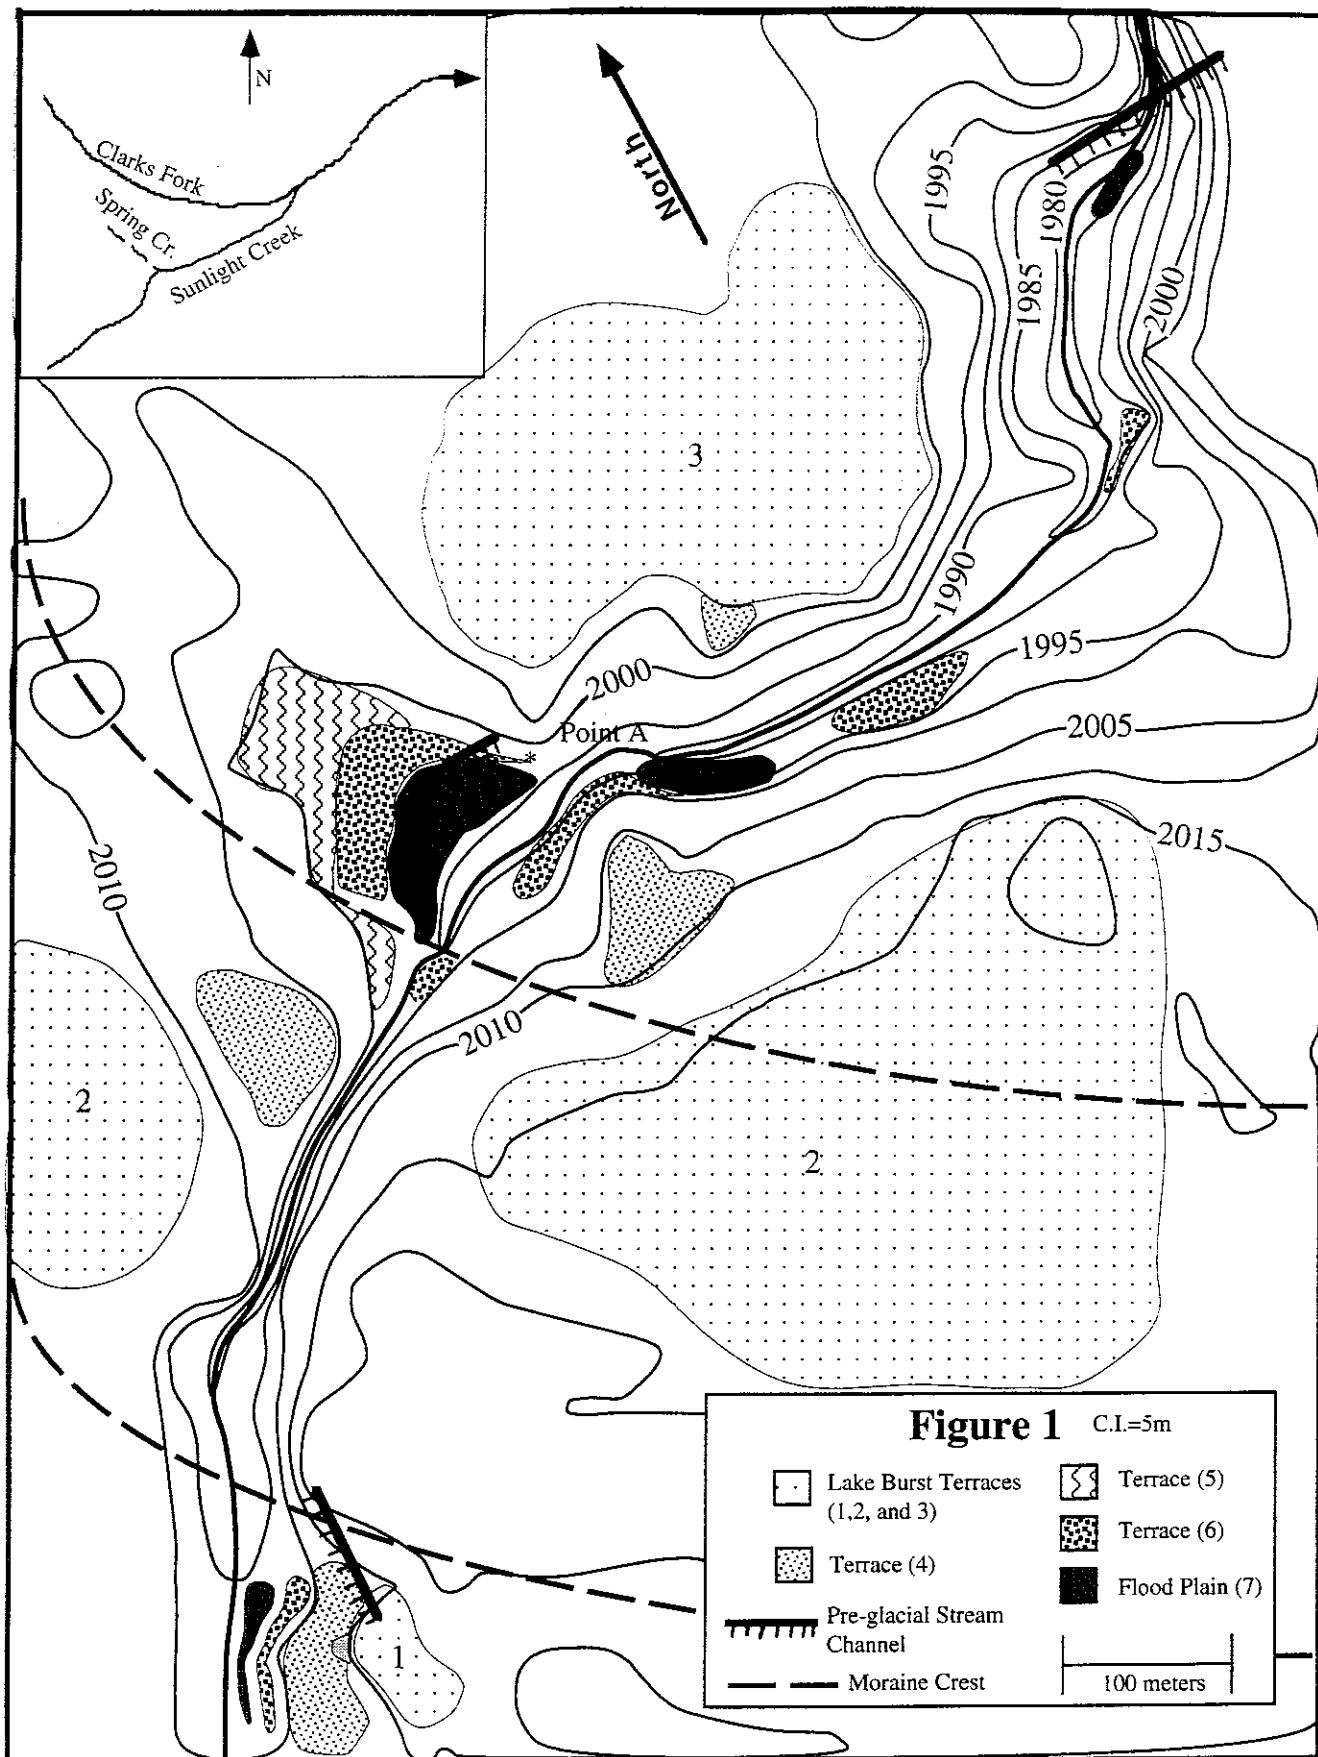 N
Clarks Fork
Spring Cr.
Sunlight Creek
North
1995
1980
1985
2000
3
1990
1995
2000
Point A
*
2005
2015
2010
2
2010
2
1
Figure 1 C.I.=5m
Lake Burst Terraces
(1,2, and 3)
Terrace (4)
Pre-glacial Stream
Channel
Moraine Crest
Terrace (5)
Terrace (6)
Flood Plain (7)
100 meters